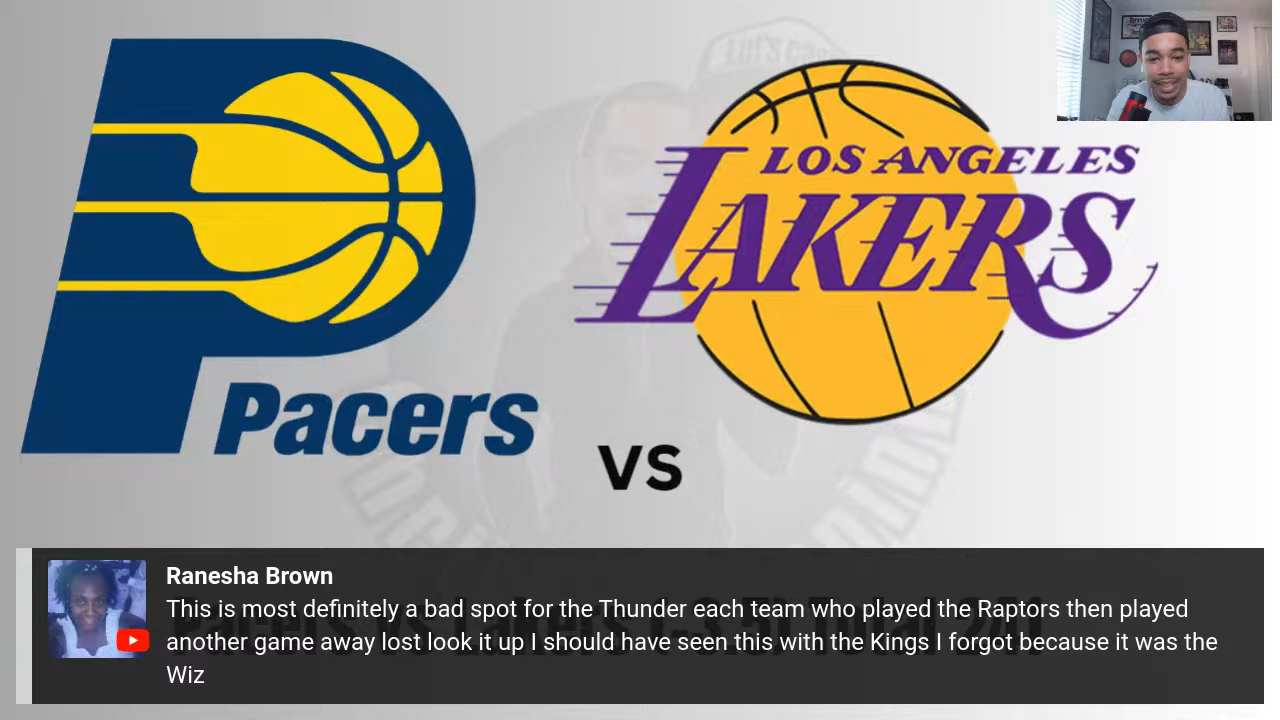 LOS ANGELES
LAKERS
Pacers
VS
Ranesha Brown
This is most definitely a bad spot for the Thunder each team who played the Raptors then played
another game away lost look it up I should have seen this with the Kings I forgot because it was the
Wiz